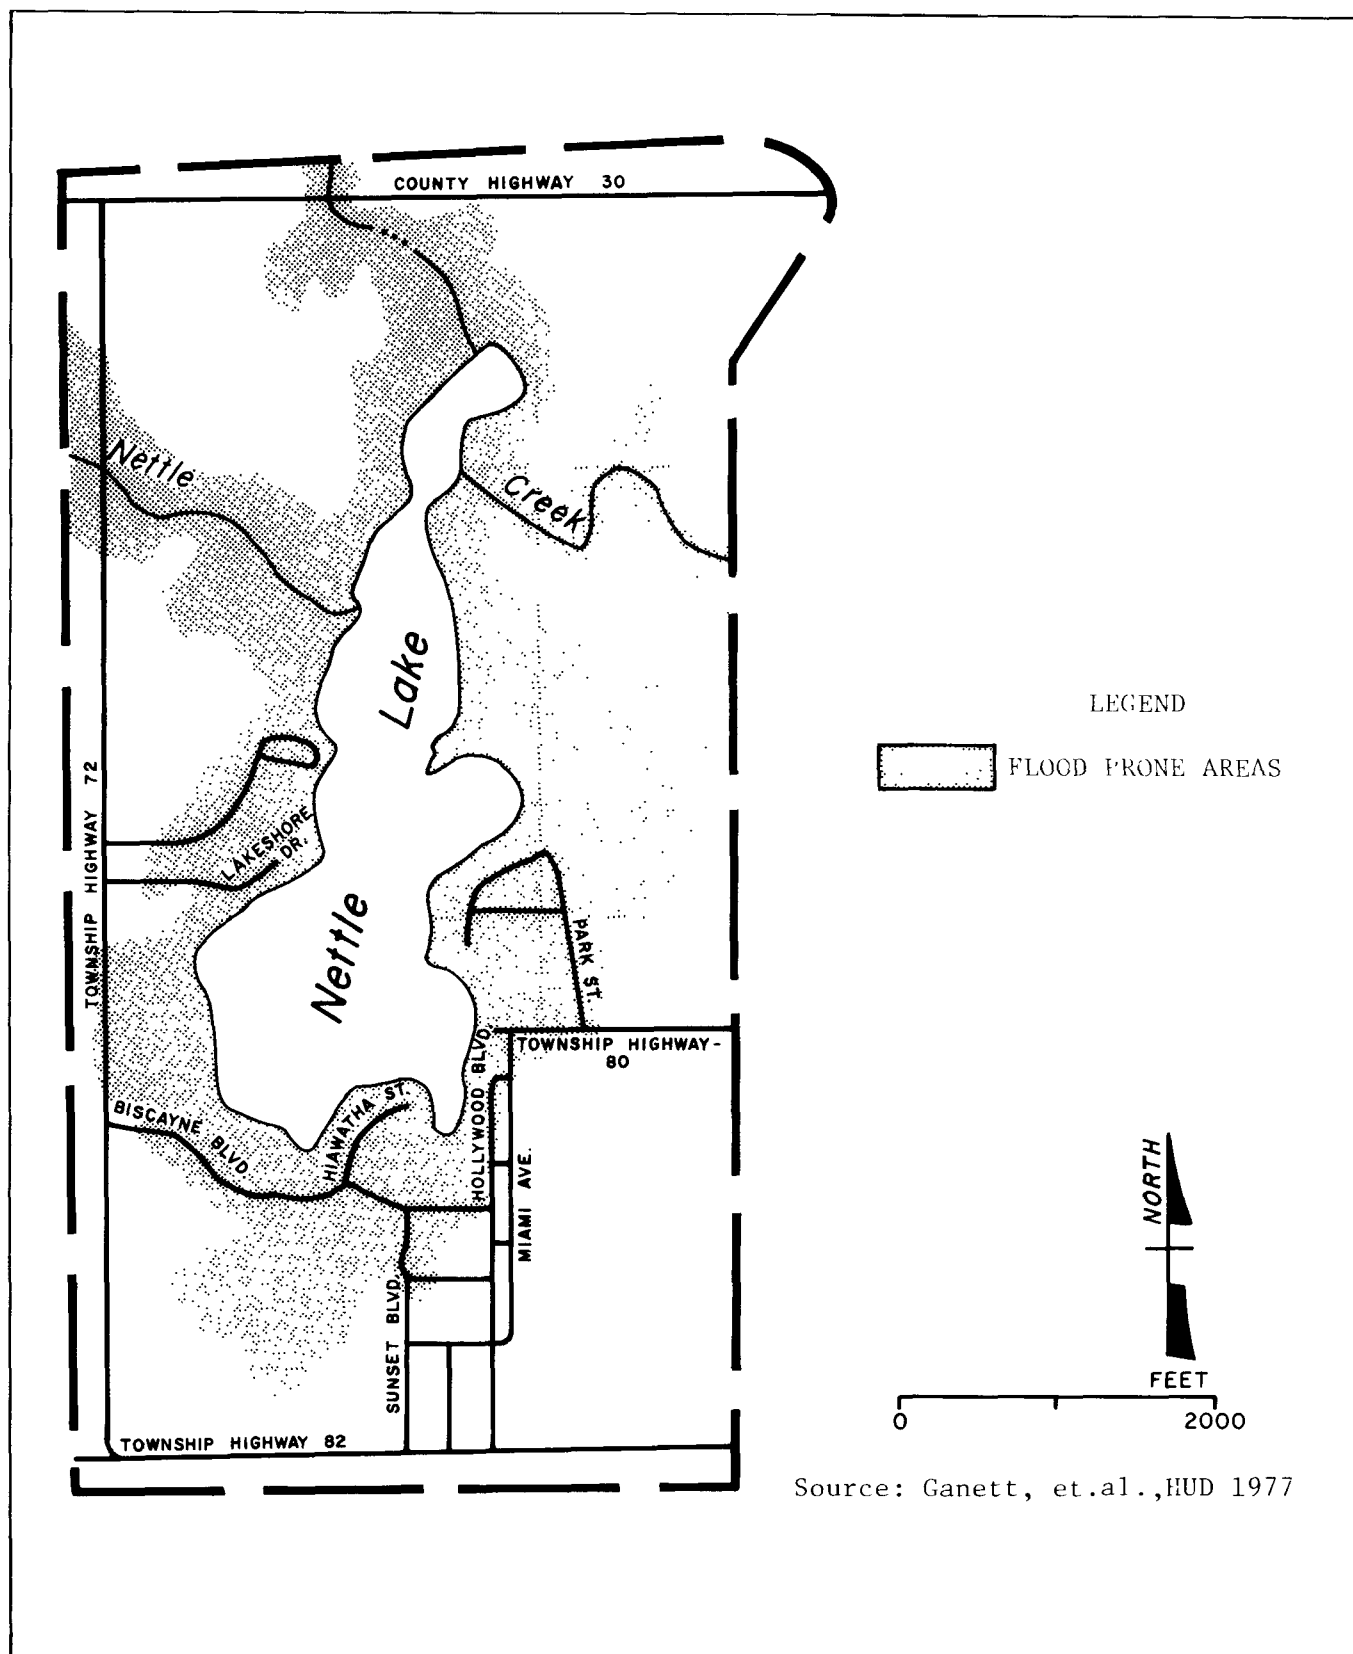 COUNTY HIGHWAY 30
Nettle
Creek
Lake
Nettle
LEGEND
FLOOD PRONE AREAS
TOWNSHIP HIGHWAY 72
LAKESHORE
DR.
PARK ST.
TOWNSHIP HIGHWAY-
80
HOLLYWOOD BLVD.
HIAWATHA ST.
BISCAYNE BLVD
MIAMI AVE.
SUNSET BLVD.
NORTH
FEET
0 2000
TOWNSHIP HIGHWAY 82
Source: Ganett, et.al.,HUD 1977